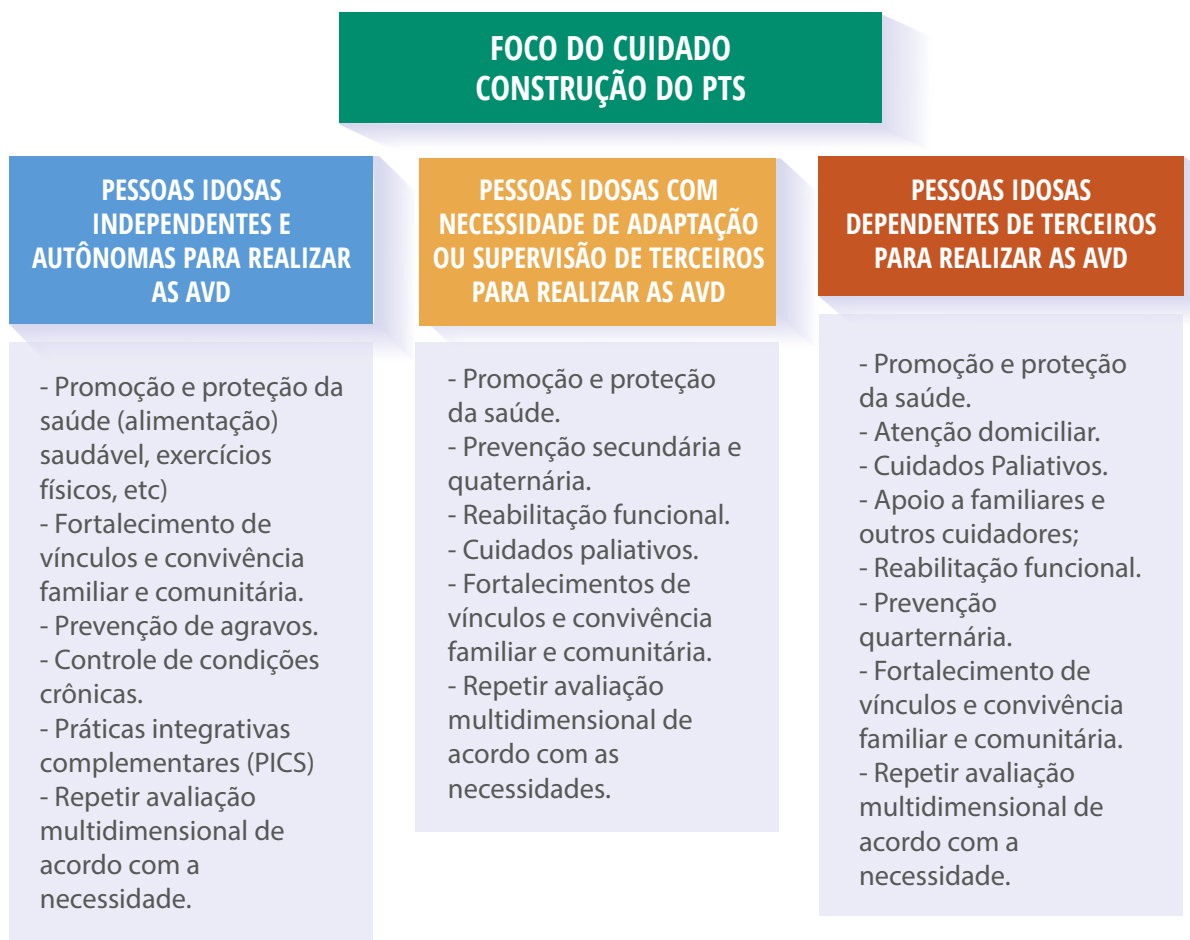 FOCO DO CUIDADO
CONSTRUÇÃO DO PTS
PESSOAS IDOSAS
INDEPENDENTES E
AUTÔNOMAS PARA REALIZAR
AS AVD
- Promoção e proteção da
saúde (alimentação)
saudável, exercícios
físicos, etc)
- Fortalecimento de
vínculos e convivência
familiar e comunitária.
- Prevenção de agravos.
- Controle de condições
crônicas.
- Práticas integrativas
complementares (PICS)
- Repetir avaliação
multidimensional de
acordo com a
necessidade.
PESSOAS IDOSAS COM
NECESSIDADE DE ADAPTAÇÃO
OU SUPERVISÃO DE TERCEIROS
PARA REALIZAR AS AVD
- Promoção e proteção
da saúde.
- Prevenção secundária e
quaternária.
- Reabilitação funcional.
- Cuidados paliativos.
- Fortalecimentos de
vínculos e convivência
familiar e comunitária.
- Repetir avaliação
multidimensional de
acordo com as
necessidades.
PESSOAS IDOSAS
DEPENDENTES DE TERCEIROS
PARA REALIZAR AS AVD
- Promoção e proteção
da saúde.
- Atenção domiciliar.
- Cuidados Paliativos.
- Apoio a familiares e
outros cuidadores;
- Reabilitação funcional.
- Prevenção
quarternária.
- Fortalecimento de
vínculos e convivência
familiar e comunitária.
- Repetir avaliação
multidimensional de
acordo com a
necessidade.